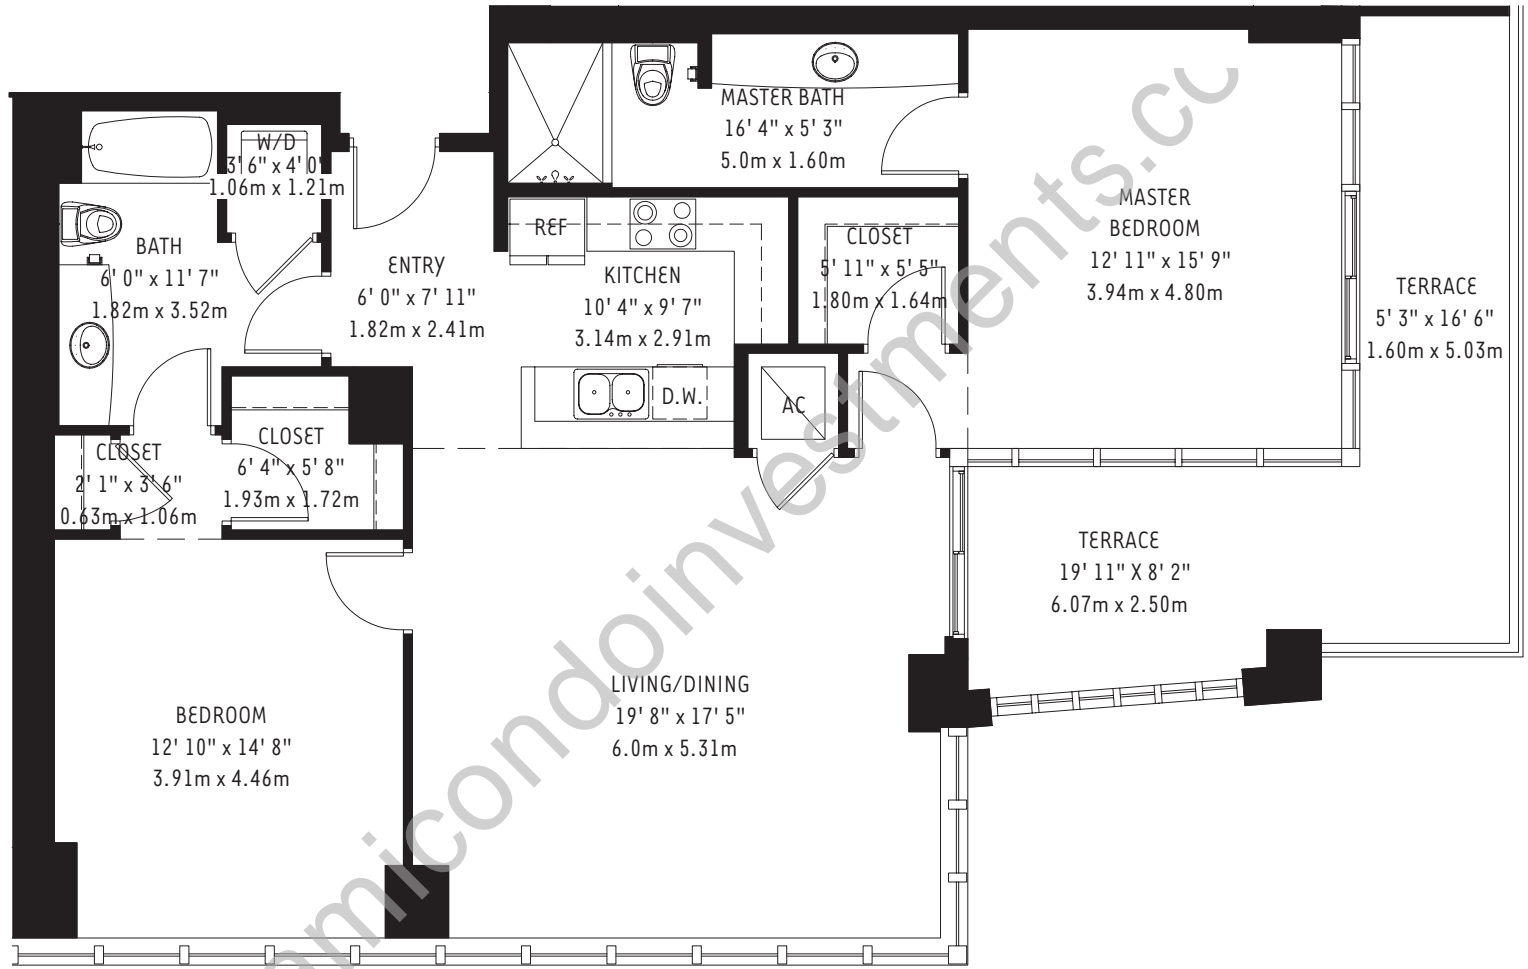 MASTER BATH
16' 4" x 5' 3"
5.0m x 1.60m
W/D
3' 6" x 4' 0"
1.06m x 1.21m
MASTER
BEDROOM
12' 11" x 15' 9"
3.94m x 4.80m
REF
BATH
6' 0" x 11' 7"
1.82m x 3.52m
ENTRY
6' 0" x 7' 11"
1.82m x 2.41m
KITCHEN
10' 4" x 9' 7"
3.14m x 2.91m
CLOSET
5' 11" x 5' 5"
1.80m x 1.64m
TERRACE
5' 3" x 16' 6"
1.60m x 5.03m
D.W.
AC
CLOSET
2' 1" x 3' 6"
0.63m x 1.06m
CLOSET
6' 4" x 5' 8"
1.93m x 1.72m
TERRACE
19' 11" X 8' 2"
6.07m x 2.50m
LIVING/DINING
19' 8" x 17' 5"
6.0m x 5.31m
BEDROOM
12' 10" x 14' 8"
3.91m x 4.46m
amicondoinvestments.cc